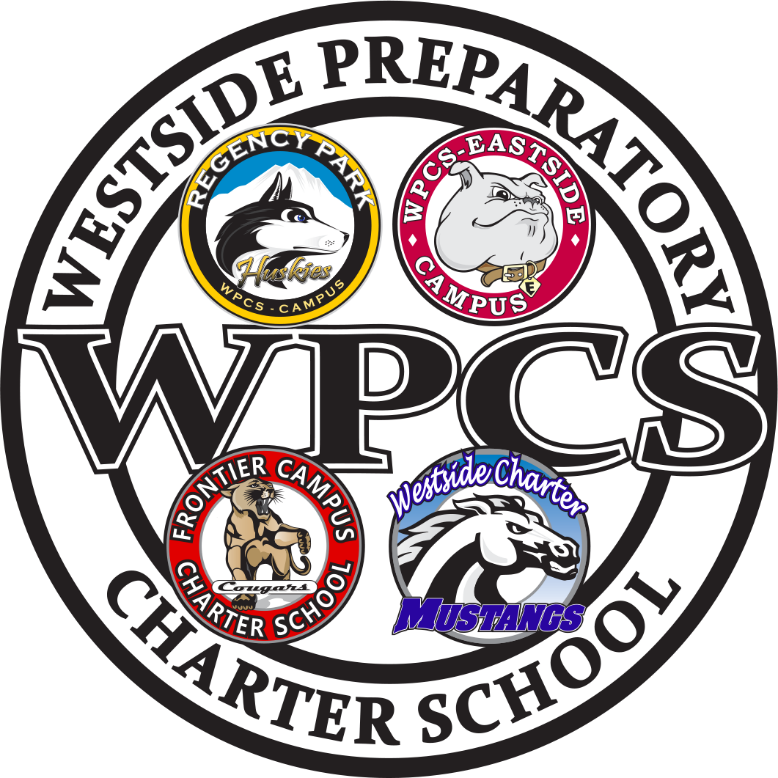 WESTSIDE PREPARATORY
REGENCY PARK
Huskies
WPCS - CAMPUS
WPCS-EASTSIDE
CAMPUS
E
WPCS
FRONTIER CAMPUS
Cougars
CHARTER SCHOOL
Westside Charter
MUSTANGS
CHARTER SCHOOL